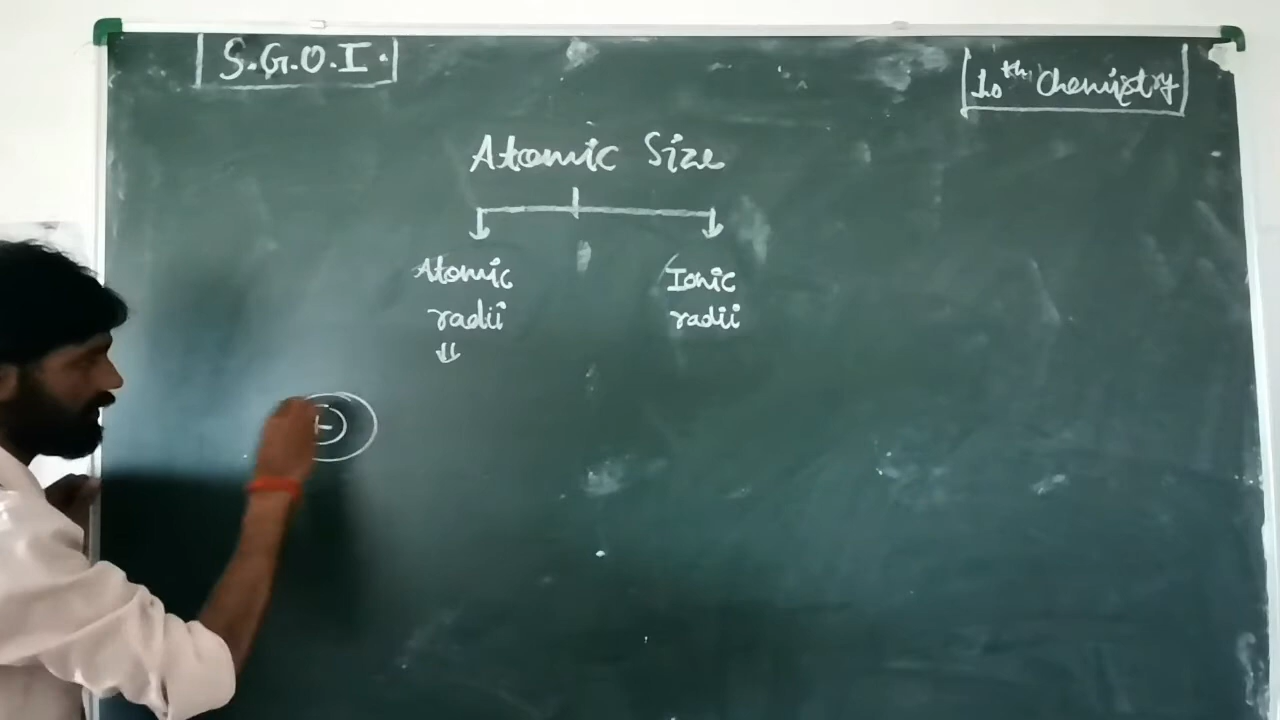 S.G.O.I.
10th Chemistry
Atomic Size
Atomic radii
Ionic radii
+